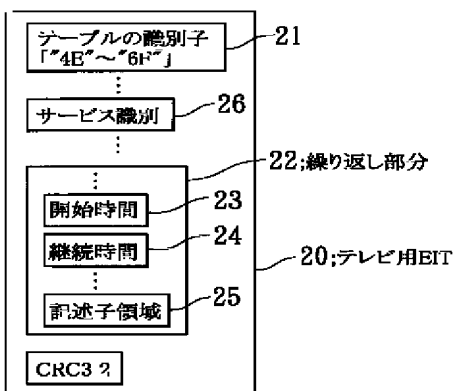 テーブルの識別子
「"4E"～"6F"」
21
サービス識別
26
22;繰り返し部分
開始時間
23
継続時間
24
20;テレビ用EIT
記述子領域
25
CRC32